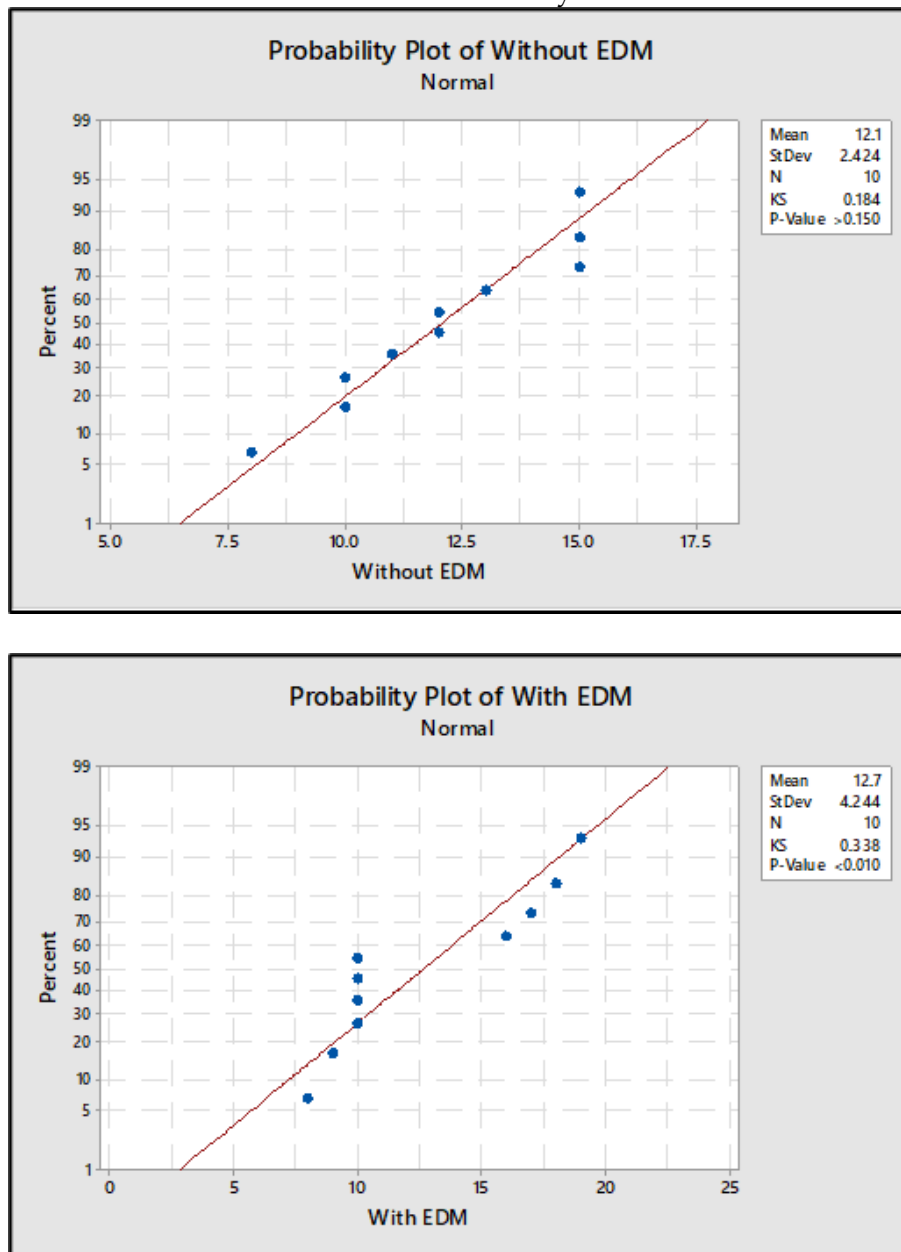 Probability Plot of Without EDM
Normal
Mean 12.1
StDev 2.424
N 10
KS 0.184
P-Value >0.150
Percent
99
95
90
80
70
60
50
40
30
20
10
5
1
5.0 7.5 10.0 12.5 15.0 17.5
Without EDM
Probability Plot of With EDM
Normal
Mean 12.7
StDev 4.244
N 10
KS 0.338
P-Value <0.010
Percent
99
95
90
80
70
60
50
40
30
20
10
5
1
0 5 10 15 20 25
With EDM